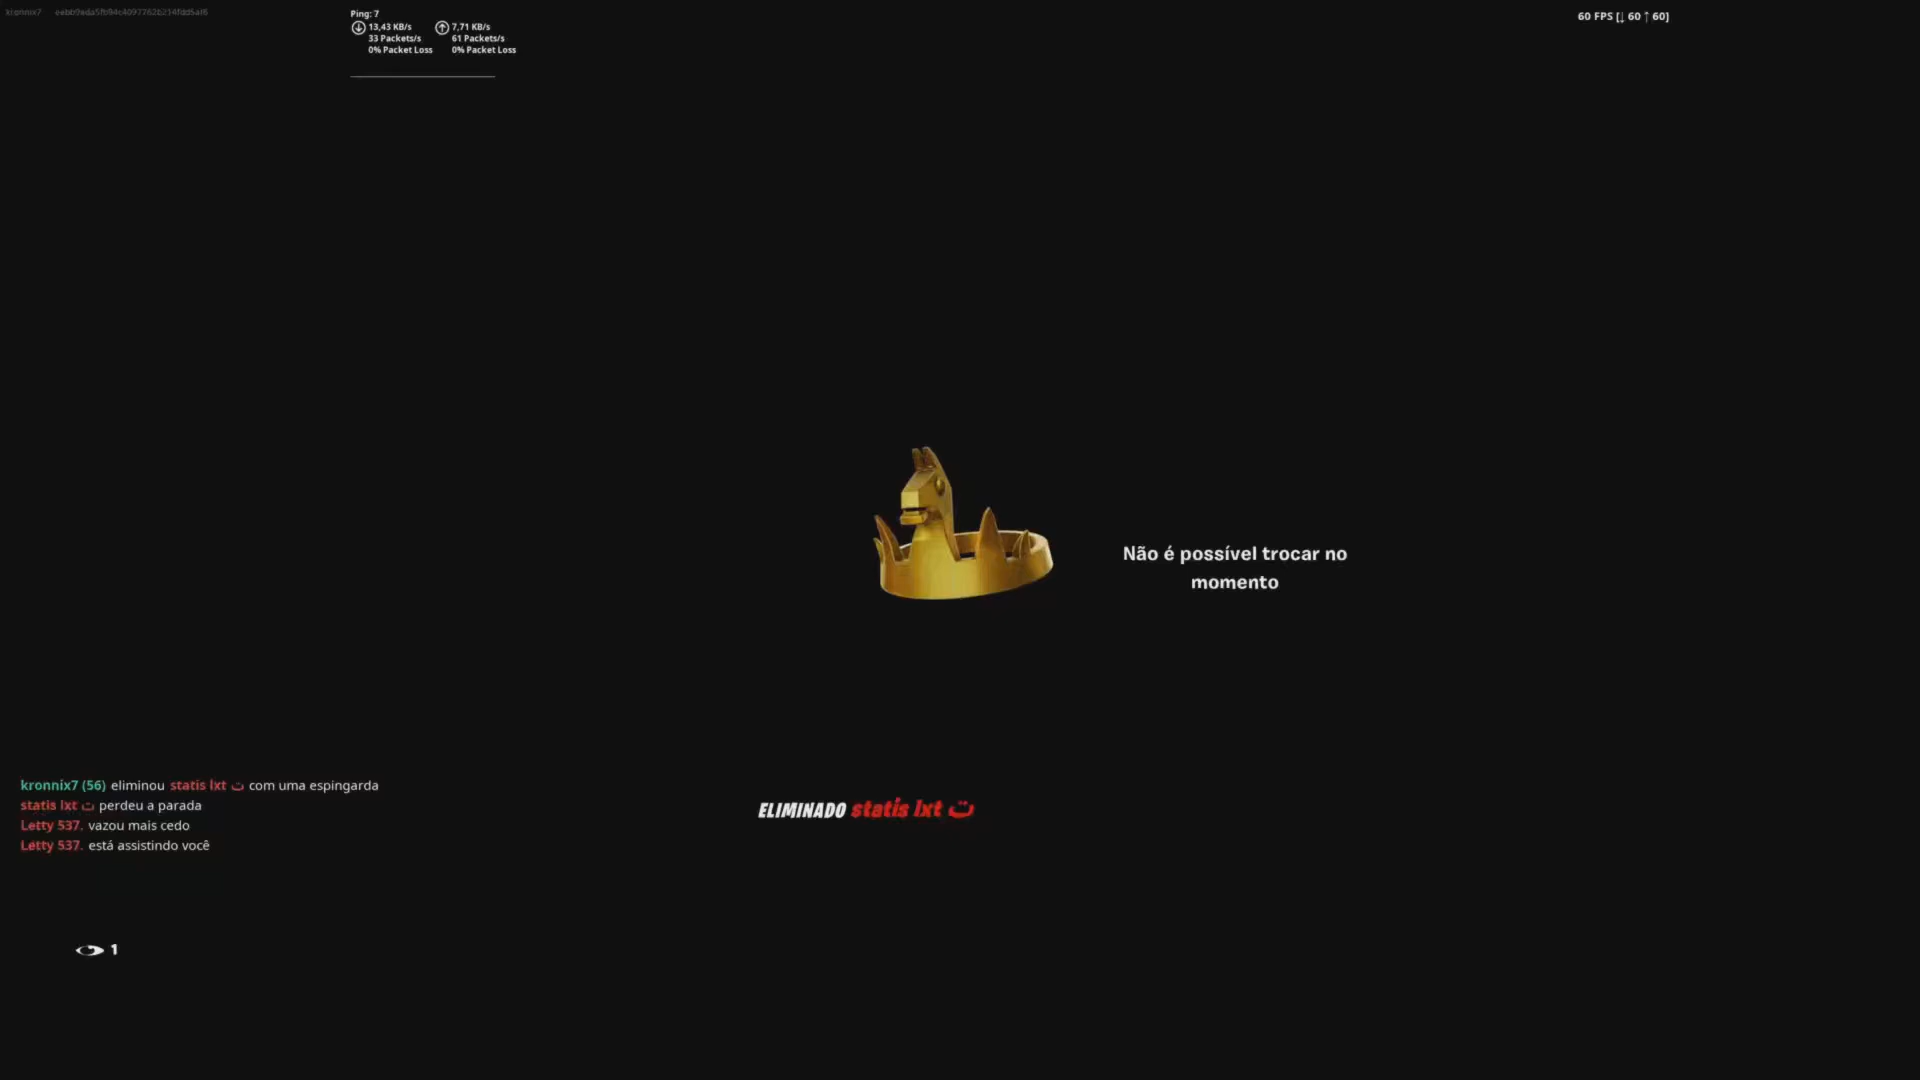 kronnix7
Ping: 7
13,43 KB/s 7,71 KB/s
33 Packets/s 61 Packets/s
0% Packet Loss 0% Packet Loss
60 FPS [↓ 60 ↑ 60]
Não é possível trocar no
momento
kronnix7 (56) eliminou statis lxt ت com uma espingarda
statis lxt ت perdeu a parada
Letty 537. vazou mais cedo
Letty 537. está assistindo você
ELIMINADO statis lxt ت
1